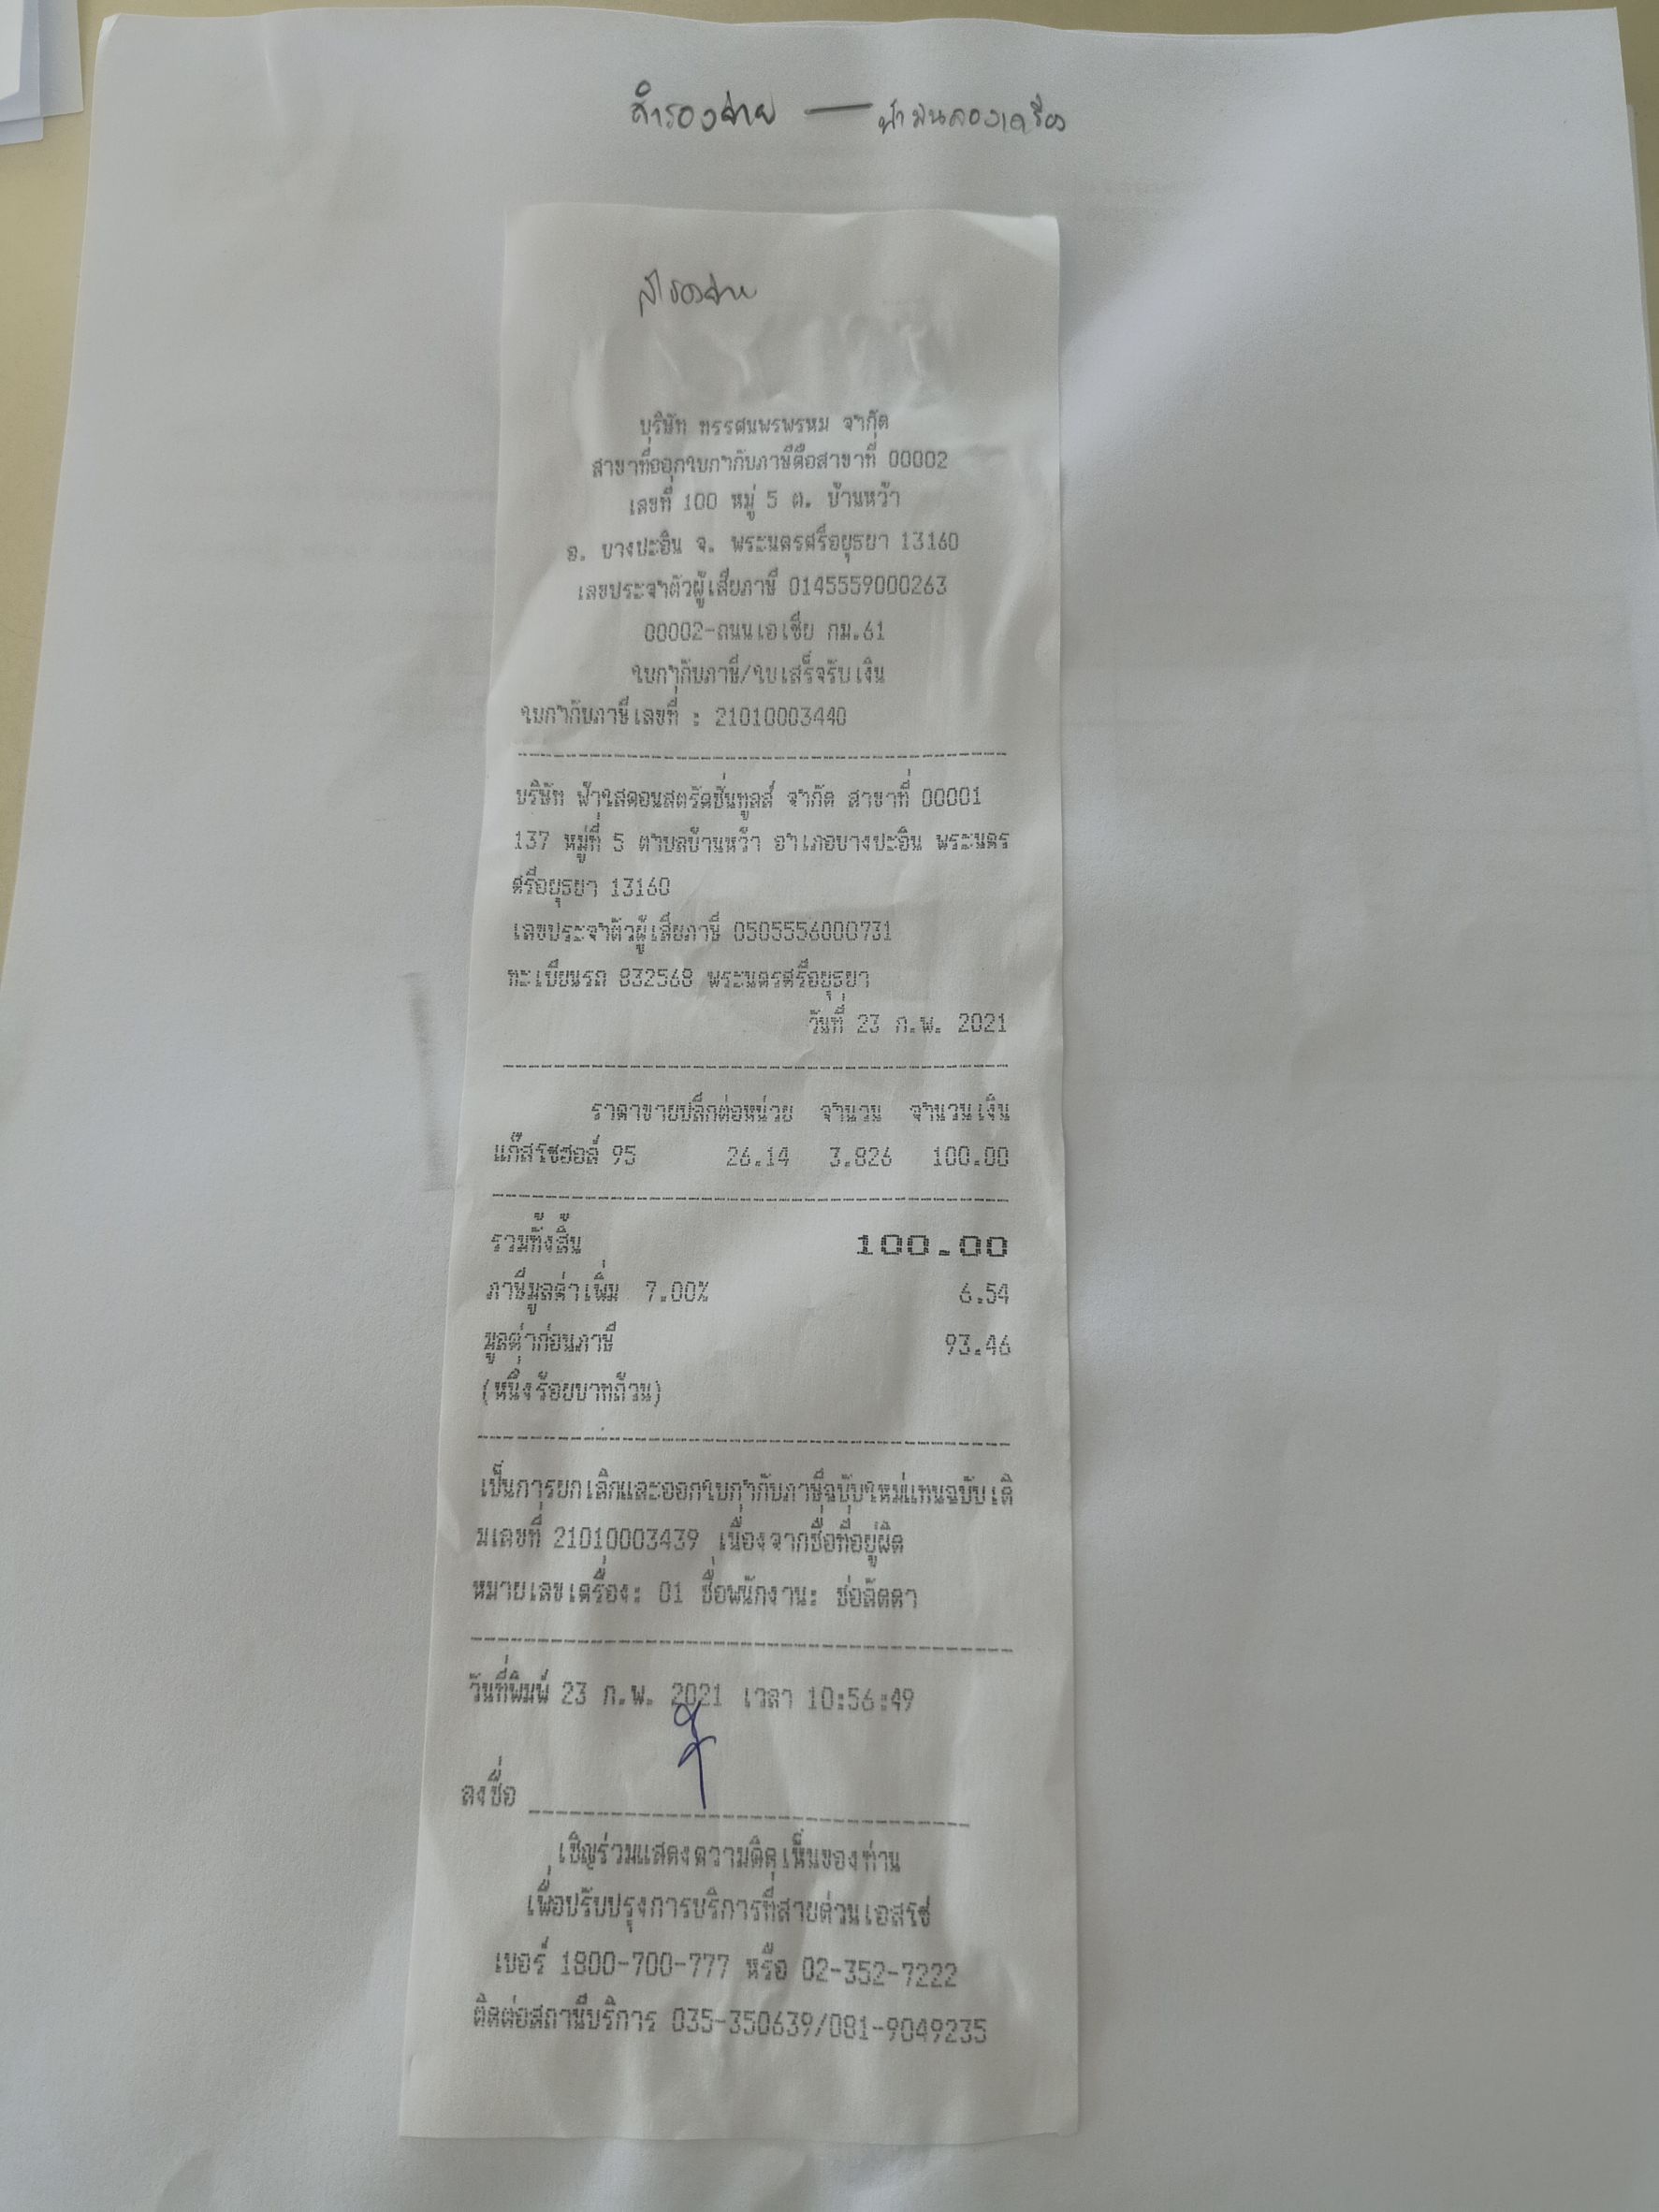 สำรองจ่าย — น้ำมันลองเครื่อง
สำรองจ่าย
บริษัท ทรรศนพรพรหม จำกัด
สาขาที่ออกใบกำกับภาษีคือสาขาที่ 00002
เลขที่ 100 หมู่ 5 ต. บ้านหว้า
อ. บางปะอิน จ. พระนครศรีอยุธยา 13160
เลขประจำตัวผู้เสียภาษี 0145559000263
00002-ถนนเอเซีย กม.61
ใบกำกับภาษี/ใบเสร็จรับเงิน
ใบกำกับภาษีเลขที่ : 21010003440
บริษัท ฟ้าใสคอนสตรัคชั่นทูลส์ จำกัด สาขาที่ 00001
137 หมู่ที่ 5 ตำบลบ้านหว้า อำเภอบางปะอิน พระนคร
ศรีอยุธยา 13160
เลขประจำตัวผู้เสียภาษี 0505556000731
ทะเบียนรถ 832568 พระนครศรีอยุธยา
วันที่ 23 ก.พ. 2021
ราคาขายปลีกต่อหน่วย จำนวน จำนวนเงิน
แก๊สโซฮอล์ 95 26.14 3.826 100.00
รวมทั้งสิ้น 100.00
ภาษีมูลค่าเพิ่ม 7.00% 6.54
มูลค่าก่อนภาษี 93.46
(หนึ่งร้อยบาทถ้วน)
เป็นการยกเลิกและออกใบกำกับภาษีฉบับใหม่แทนฉบับเดิ
มเลขที่ 21010003439 เนื่องจากชื่อที่อยู่ผิด
หมายเลขเครื่อง: 01 ชื่อพนักงาน: ช่อลัดดา
วันที่พิมพ์ 23 ก.พ. 2021 เวลา 10:56:49
ลงชื่อ
เชิญร่วมแสดงความคิดเห็นของท่าน
เพื่อปรับปรุงการบริการที่สายด่วนเอสโซ่
เบอร์ 1800-700-777 หรือ 02-352-7222
ติดต่อสถานีบริการ 035-350639/081-9049235